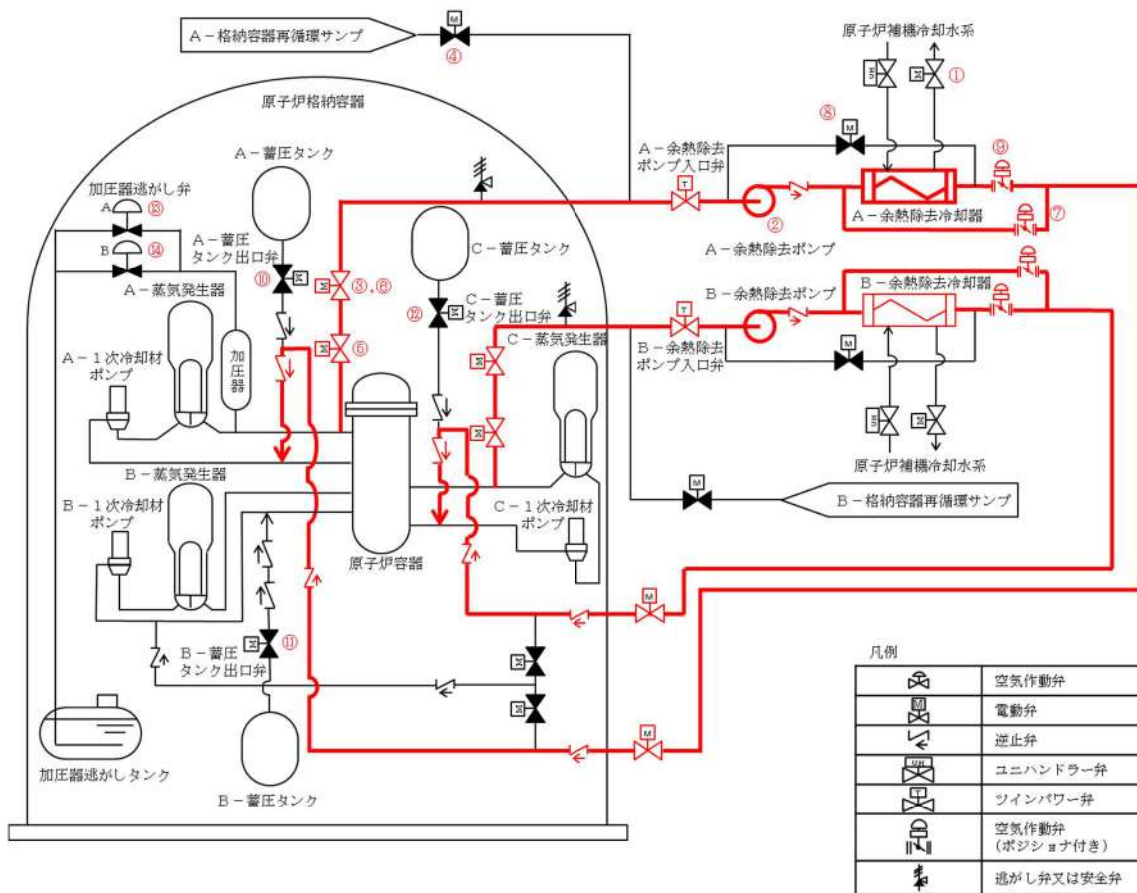 A-格納容器再循環サンプ
M
④
原子炉補機冷却水系
HS
M
①
原子炉格納容器
⑧
M
A-余熱除去
ポンプ入口弁
T
②
A-余熱除去冷却器
⑨
⑦
A-余熱除去ポンプ
A-蓄圧タンク
加圧器逃がし弁
A
⑬
B
⑭
A-蓄圧
タンク出口弁
⑩
M
C-蓄圧タンク
M
③,⑥
⑫
M
C-蓄圧
タンク出口弁
B-余熱除去ポンプ
B-余熱除去冷却器
T
B-余熱除去
ポンプ入口弁
M
A-蒸気発生器
C-蒸気発生器
A-1次冷却材
ポンプ
加圧器
M
⑥
M
M
HS
M
原子炉補機冷却水系
B-蒸気発生器
B-1次冷却材
ポンプ
原子炉容器
C-1次冷却材
ポンプ
M
B-格納容器再循環サンプ
M
⑪
M
B-蓄圧
タンク出口弁
M
M
M
加圧器逃がしタンク
B-蓄圧タンク
凡例
空気作動弁
M
電動弁
逆止弁
ユニハンドラー弁
T
ツインパワー弁
空気作動弁
(ポジショナ付き)
逃がし弁又は安全弁